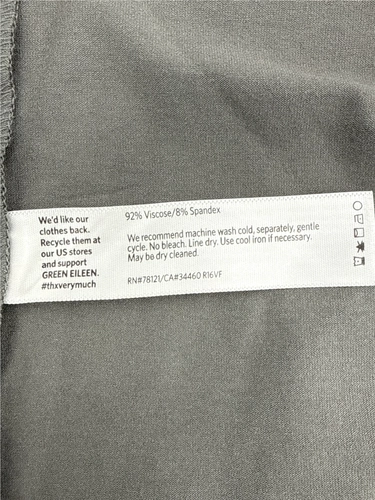 We'd like our
clothes back.
Recycle them at
our US stores
and support
GREEN EILEEN.
#thxverymuch
92% Viscose/8% Spandex
We recommend machine wash cold, separately, gentle
cycle. No bleach. Line dry. Use cool iron if necessary.
May be dry cleaned.
RN#78121/CA#34460 R16VF